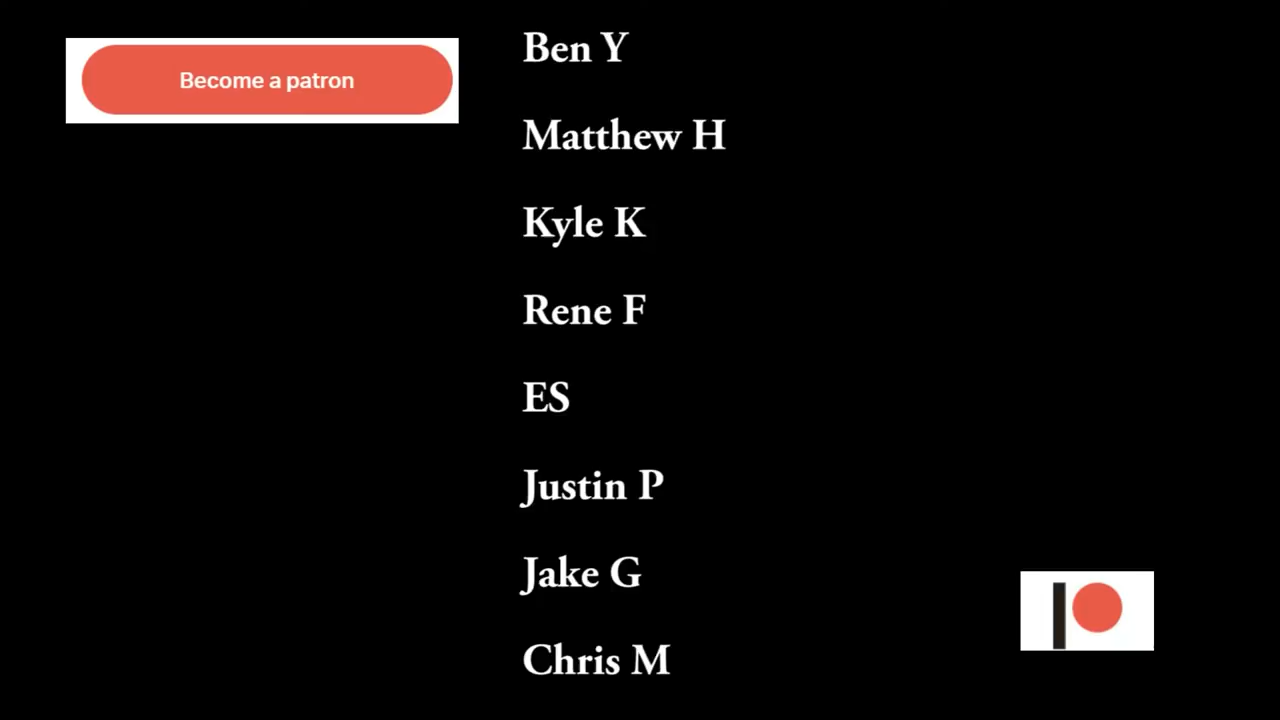 Become a patron
Ben Y
Matthew H
Kyle K
Rene F
ES
Justin P
Jake G
Chris M